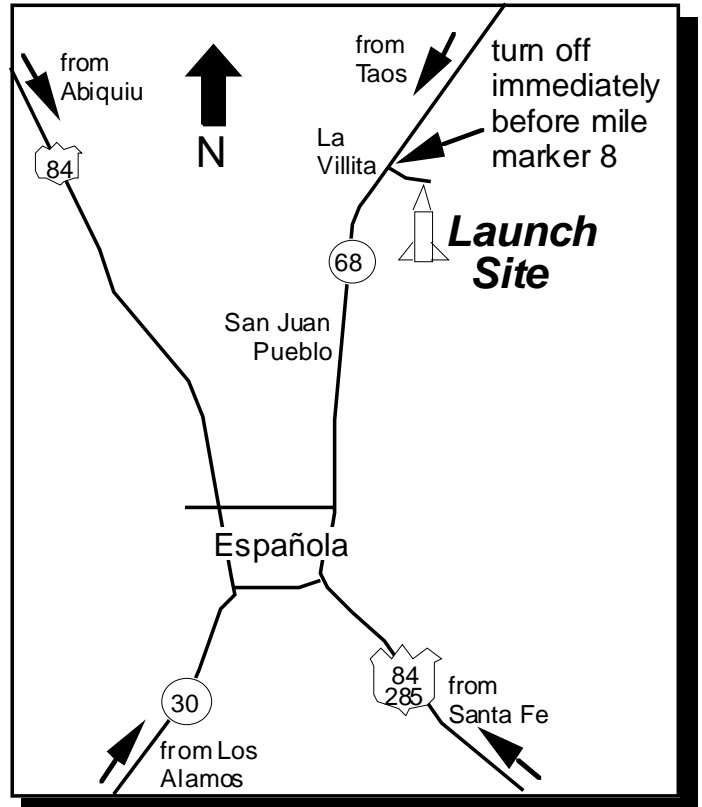 from
Abiquiu
84
N
from
Taos
turn off
immediately
before mile
marker 8
La
Villita
Launch
Site
68
San Juan
Pueblo
Española
30
from Los
Alamos
84
285
from
Santa Fe